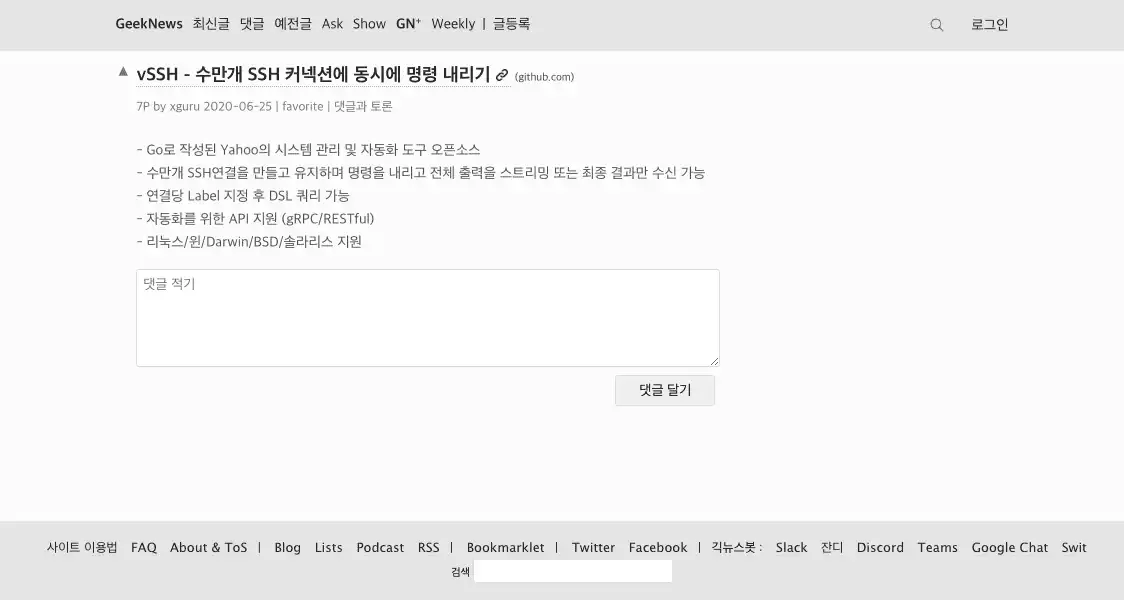 GeekNews 최신글 댓글 예전글 Ask Show GN+ Weekly | 글등록 로그인
▲ vSSH - 수만개 SSH 커넥션에 동시에 명령 내리기 (github.com)
7P by xguru 2020-06-25 | favorite | 댓글과 토론
- Go로 작성된 Yahoo의 시스템 관리 및 자동화 도구 오픈소스
- 수만개 SSH연결을 만들고 유지하며 명령을 내리고 전체 출력을 스트리밍 또는 최종 결과만 수신 가능
- 연결당 Label 지정 후 DSL 쿼리 가능
- 자동화를 위한 API 지원 (gRPC/RESTful)
- 리눅스/윈/Darwin/BSD/솔라리스 지원
댓글 적기
댓글 달기
사이트 이용법 FAQ About & ToS | Blog Lists Podcast RSS | Bookmarklet | Twitter Facebook | 긱뉴스봇 : Slack 잔디 Discord Teams Google Chat Swit
검색